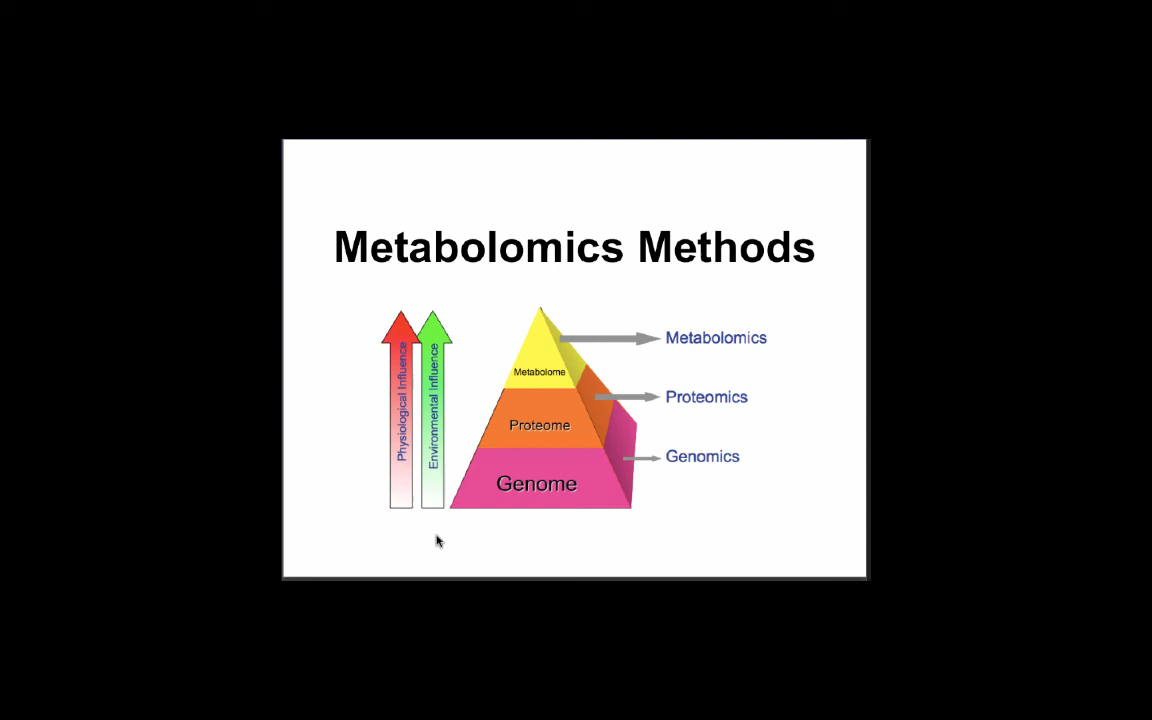 Metabolomics Methods
Physiological Influence
Environmental Influence
Metabolome
Proteome
Genome
Metabolomics
Proteomics
Genomics